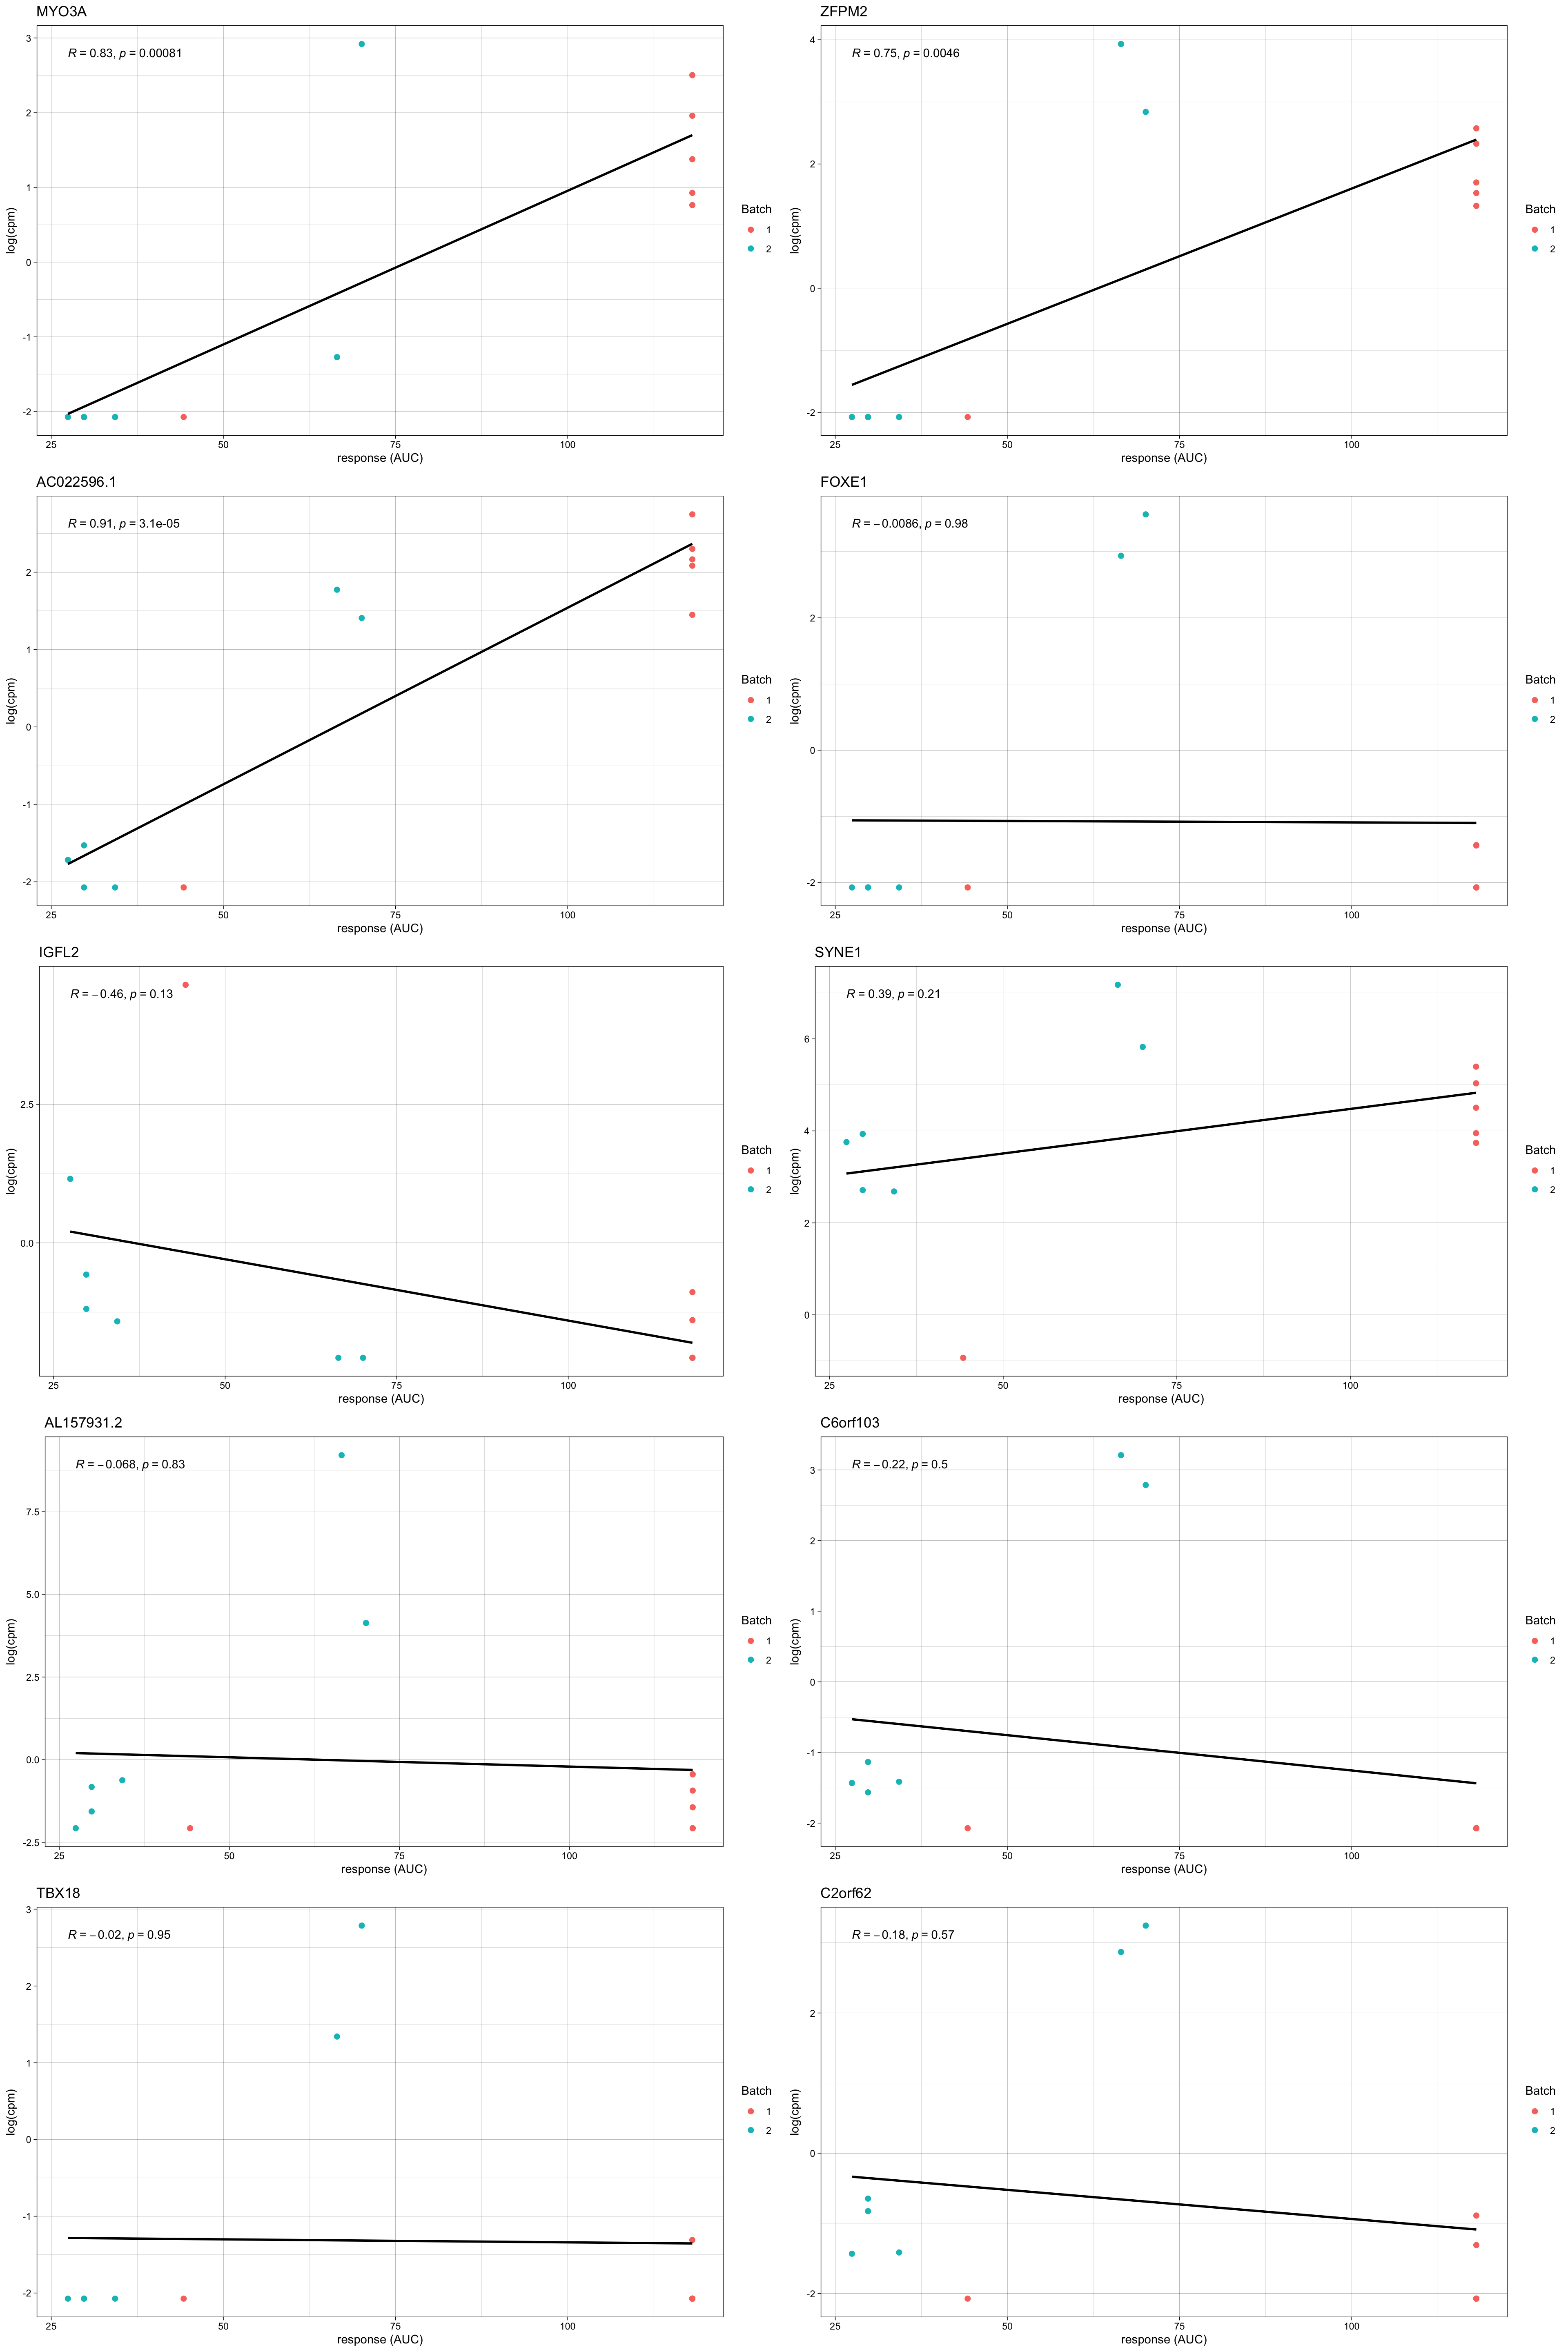 MYO3A
R = 0.83, p = 0.00081
3
2
1
0
-1
-2
log(cpm)
25 50 75 100
response (AUC)
Batch
1
2
ZFPM2
R = 0.75, p = 0.0046
4
2
0
-2
log(cpm)
25 50 75 100
response (AUC)
Batch
1
2
AC022596.1
R = 0.91, p = 3.1e-05
2
1
0
-1
-2
log(cpm)
25 50 75 100
response (AUC)
Batch
1
2
FOXE1
R = −0.0086, p = 0.98
2
0
-2
log(cpm)
25 50 75 100
response (AUC)
Batch
1
2
IGFL2
R = −0.46, p = 0.13
2.5
0.0
log(cpm)
25 50 75 100
response (AUC)
Batch
1
2
SYNE1
R = 0.39, p = 0.21
6
4
2
0
log(cpm)
25 50 75 100
response (AUC)
Batch
1
2
AL157931.2
R = −0.068, p = 0.83
7.5
5.0
2.5
0.0
-2.5
log(cpm)
25 50 75 100
response (AUC)
Batch
1
2
C6orf103
R = −0.22, p = 0.5
3
2
1
0
-1
-2
log(cpm)
25 50 75 100
response (AUC)
Batch
1
2
TBX18
R = −0.02, p = 0.95
3
2
1
0
-1
-2
log(cpm)
25 50 75 100
response (AUC)
Batch
1
2
C2orf62
R = −0.18, p = 0.57
2
0
-2
log(cpm)
25 50 75 100
response (AUC)
Batch
1
2